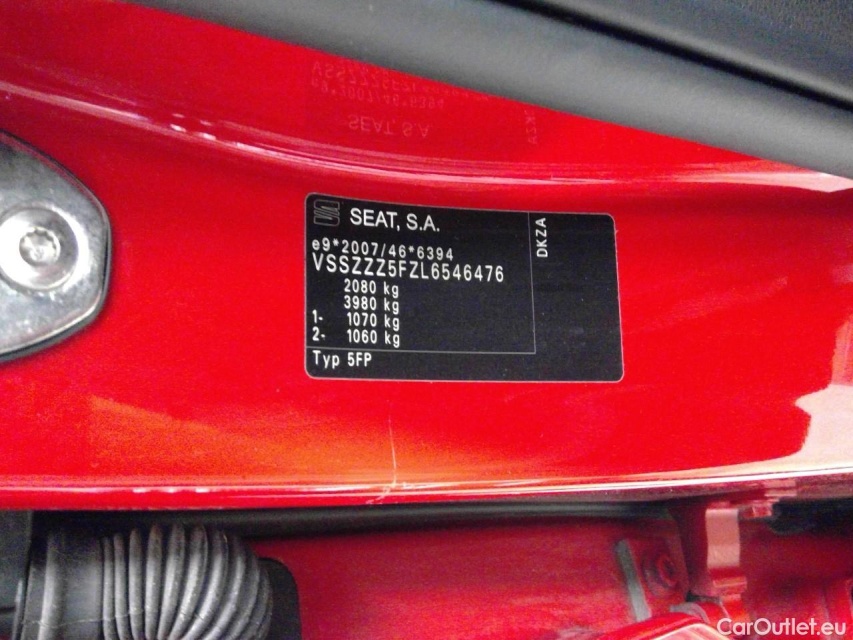 SEAT, S.A.
e9*2007/46*6394
VSSZZZ5FZL6546476
2080 kg
3980 kg
1- 1070 kg
2- 1060 kg
Typ 5FP
DKZA
CarOutlet.eu